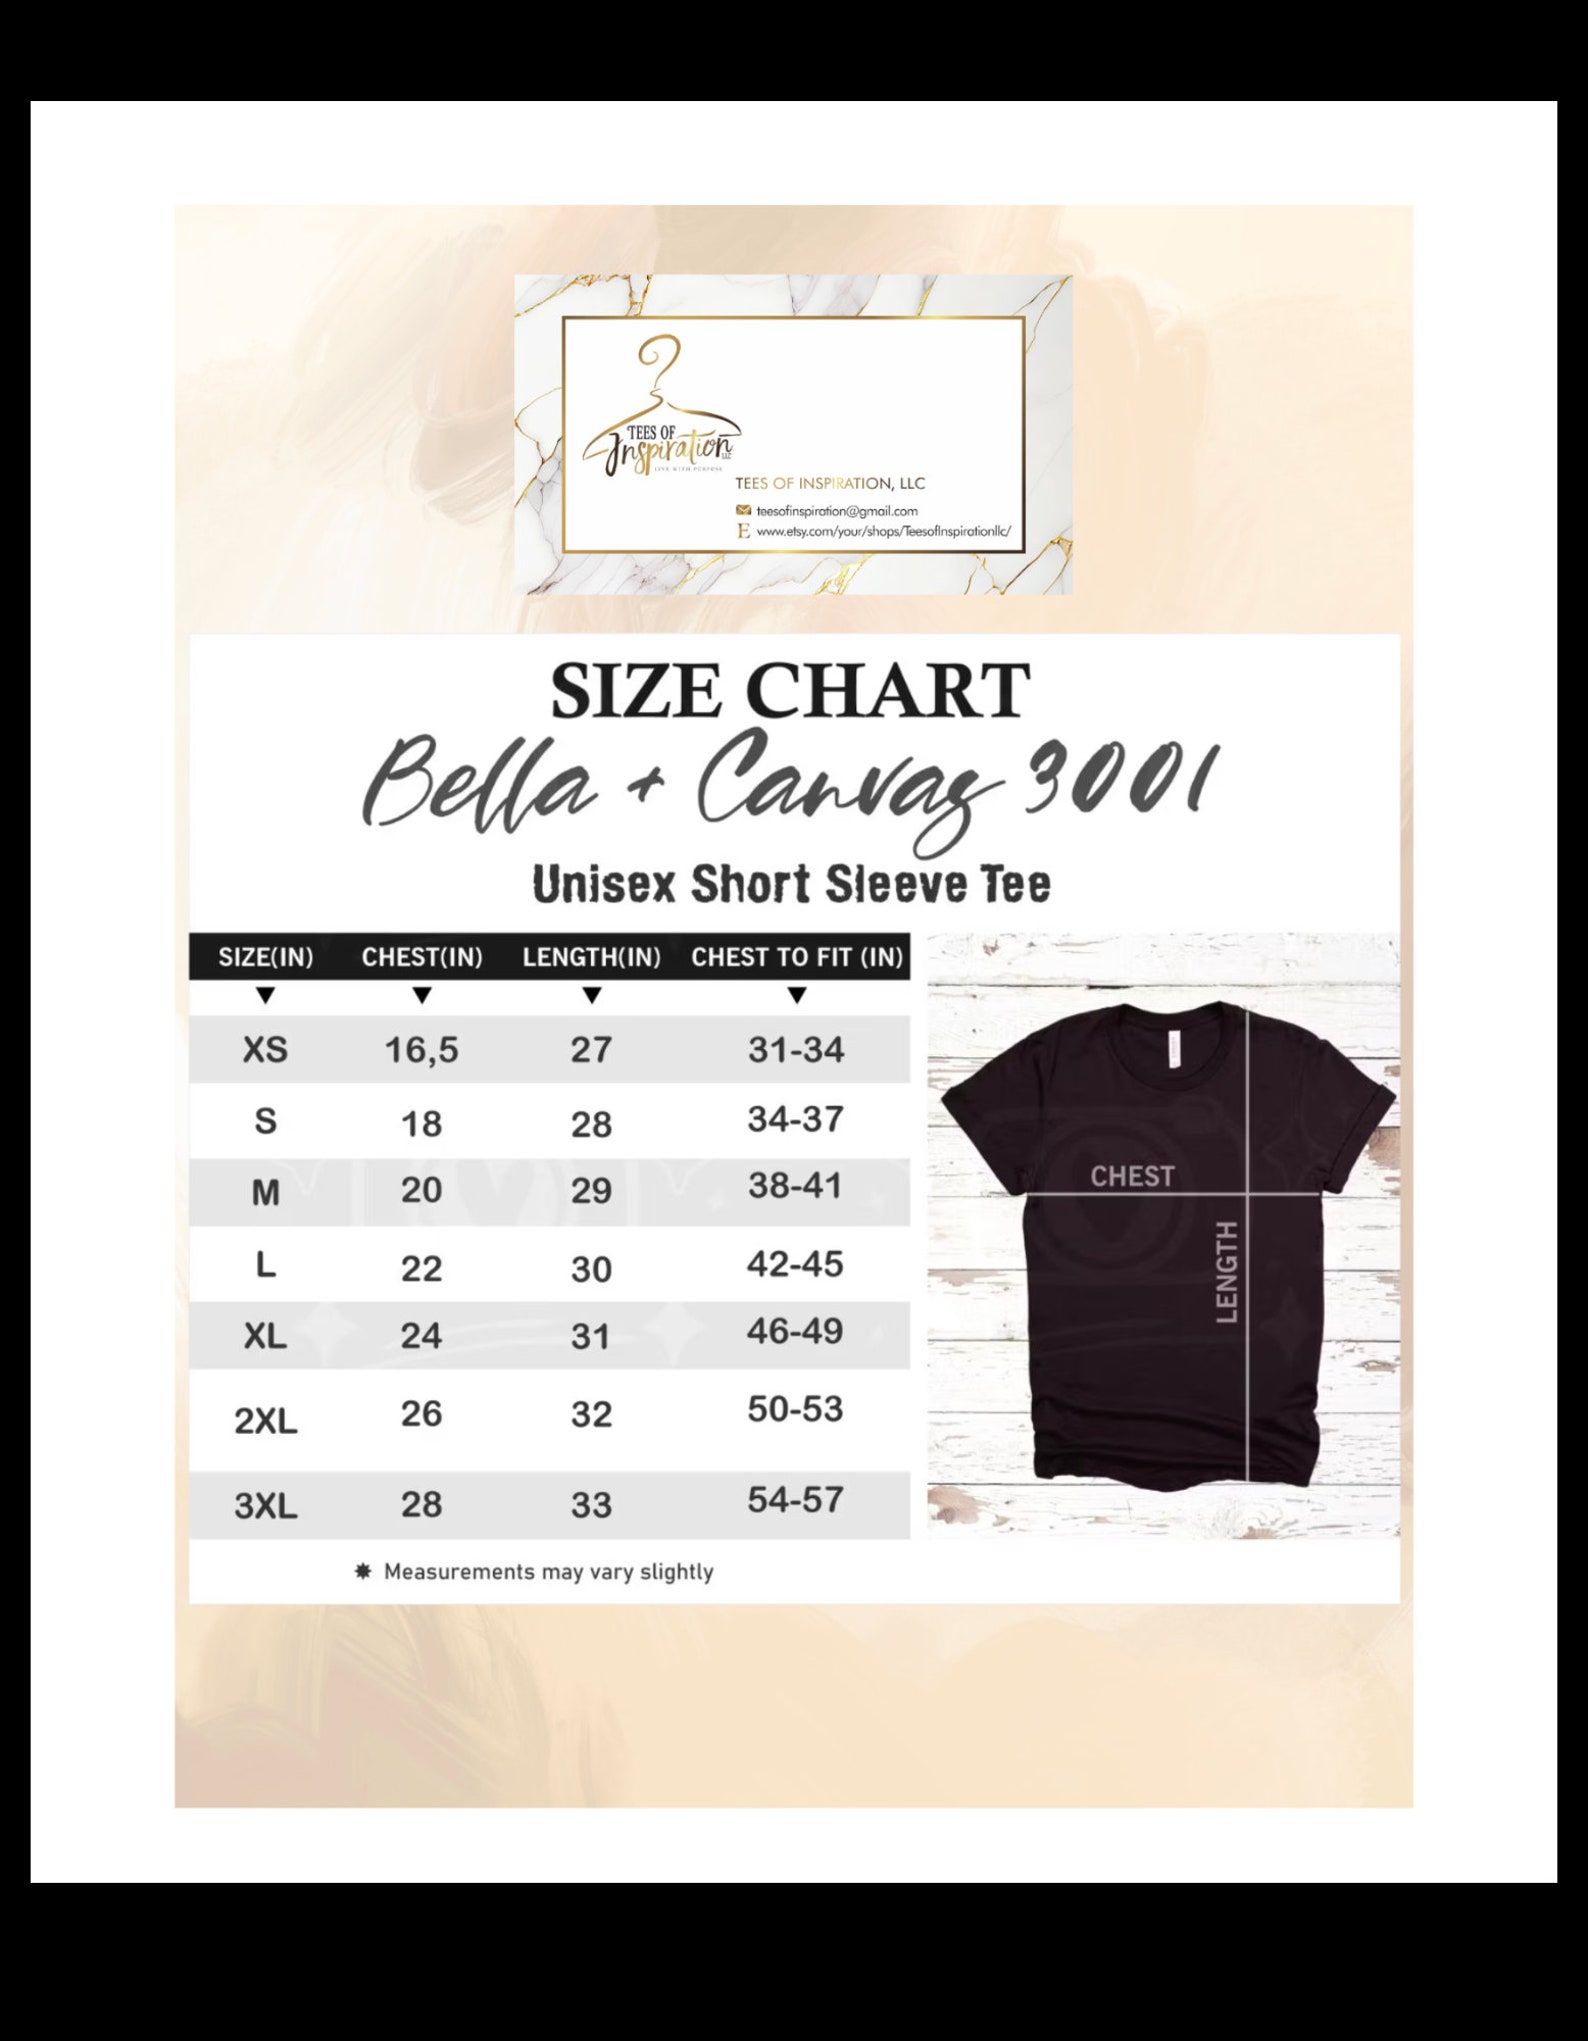 TEES OF
Inspiration
LLC
LIVE WITH PURPOSE
TEES OF INSPIRATION, LLC
teesofinspiration@gmail.com
E www.etsy.com/your/shops/TeesofInspirationllc/
SIZE CHART
Bella + Canvas 3001
Unisex Short Sleeve Tee
SIZE(IN) CHEST(IN) LENGTH(IN) CHEST TO FIT (IN)
XS 16,5 27 31-34
S 18 28 34-37
M 20 29 38-41
L 22 30 42-45
XL 24 31 46-49
2XL 26 32 50-53
3XL 28 33 54-57
CHEST
LENGTH
✸ Measurements may vary slightly